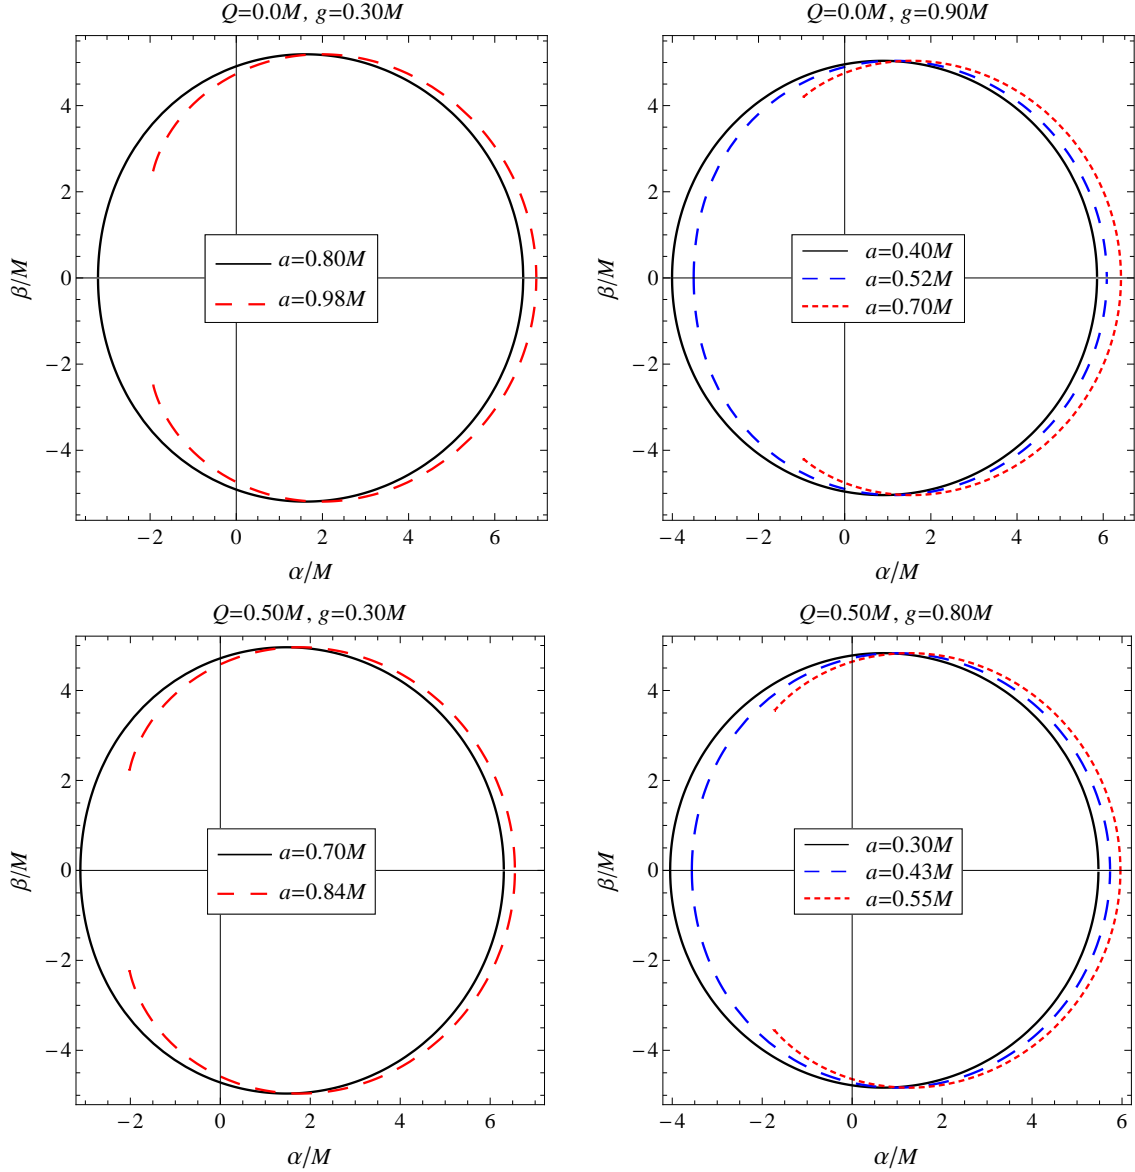 Q=0.0M, g=0.30M
β/M
4
2
0
−2
−4
a=0.80M
a=0.98M
−2 0 2 4 6
α/M
Q=0.0M, g=0.90M
β/M
4
2
0
−2
−4
a=0.40M
a=0.52M
a=0.70M
−4 −2 0 2 4 6
α/M
Q=0.50M, g=0.30M
β/M
4
2
0
−2
−4
a=0.70M
a=0.84M
−2 0 2 4 6
α/M
Q=0.50M, g=0.80M
β/M
4
2
0
−2
−4
a=0.30M
a=0.43M
a=0.55M
−4 −2 0 2 4 6
α/M